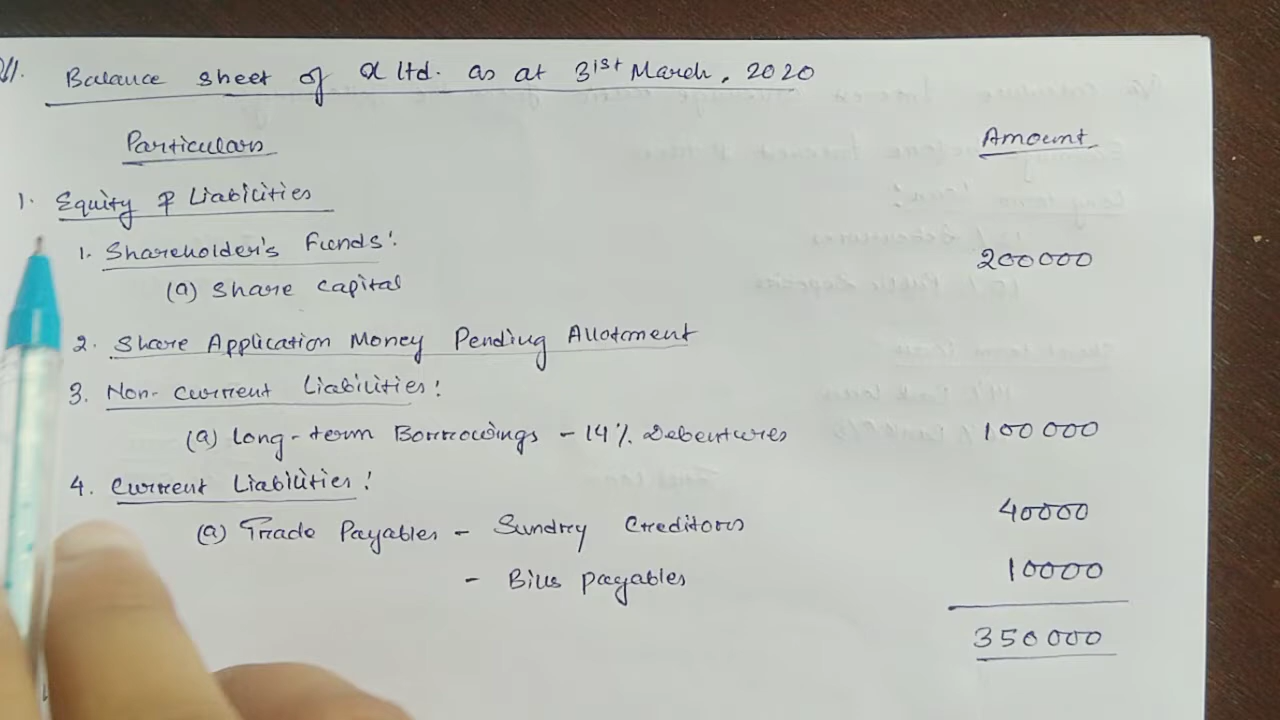 Balance sheet of X ltd. as at 31st March, 2020
Particulars Amount
1. Equity & Liabilities
1. Shareholder's Funds:
(a) Share capital 200000
2. Share Application Money Pending Allotment
3. Non-current Liabilities:
(a) Long-term Borrowings - 14% Debentures 100000
4. Current Liabilities:
(a) Trade Payables - Sundry Creditors 40000
- Bills payables 10000
350000